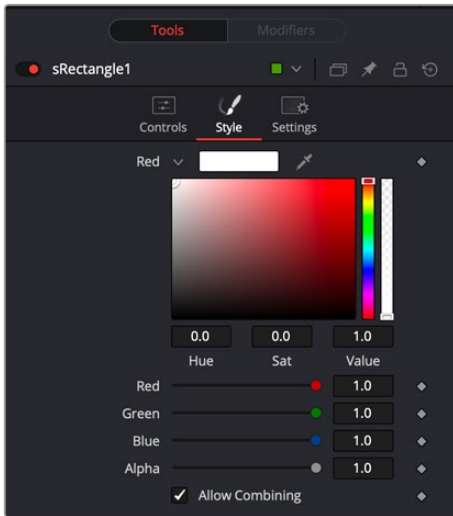 Tools Modifiers
sRectangle1
Controls Style Settings
Red
0.0 0.0 1.0
Hue Sat Value
Red 1.0
Green 1.0
Blue 1.0
Alpha 1.0
Allow Combining